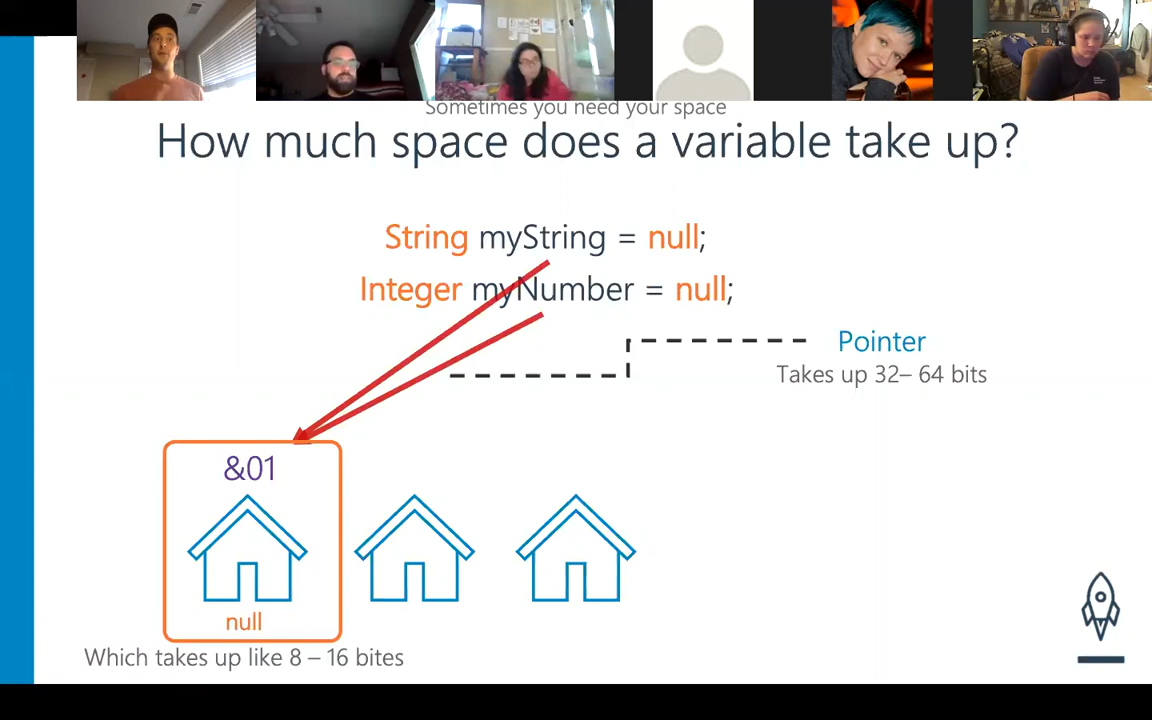 Sometimes you need your space
How much space does a variable take up?
String myString = null;
Integer myNumber = null;
Pointer
Takes up 32– 64 bits
&01
null
Which takes up like 8 – 16 bites